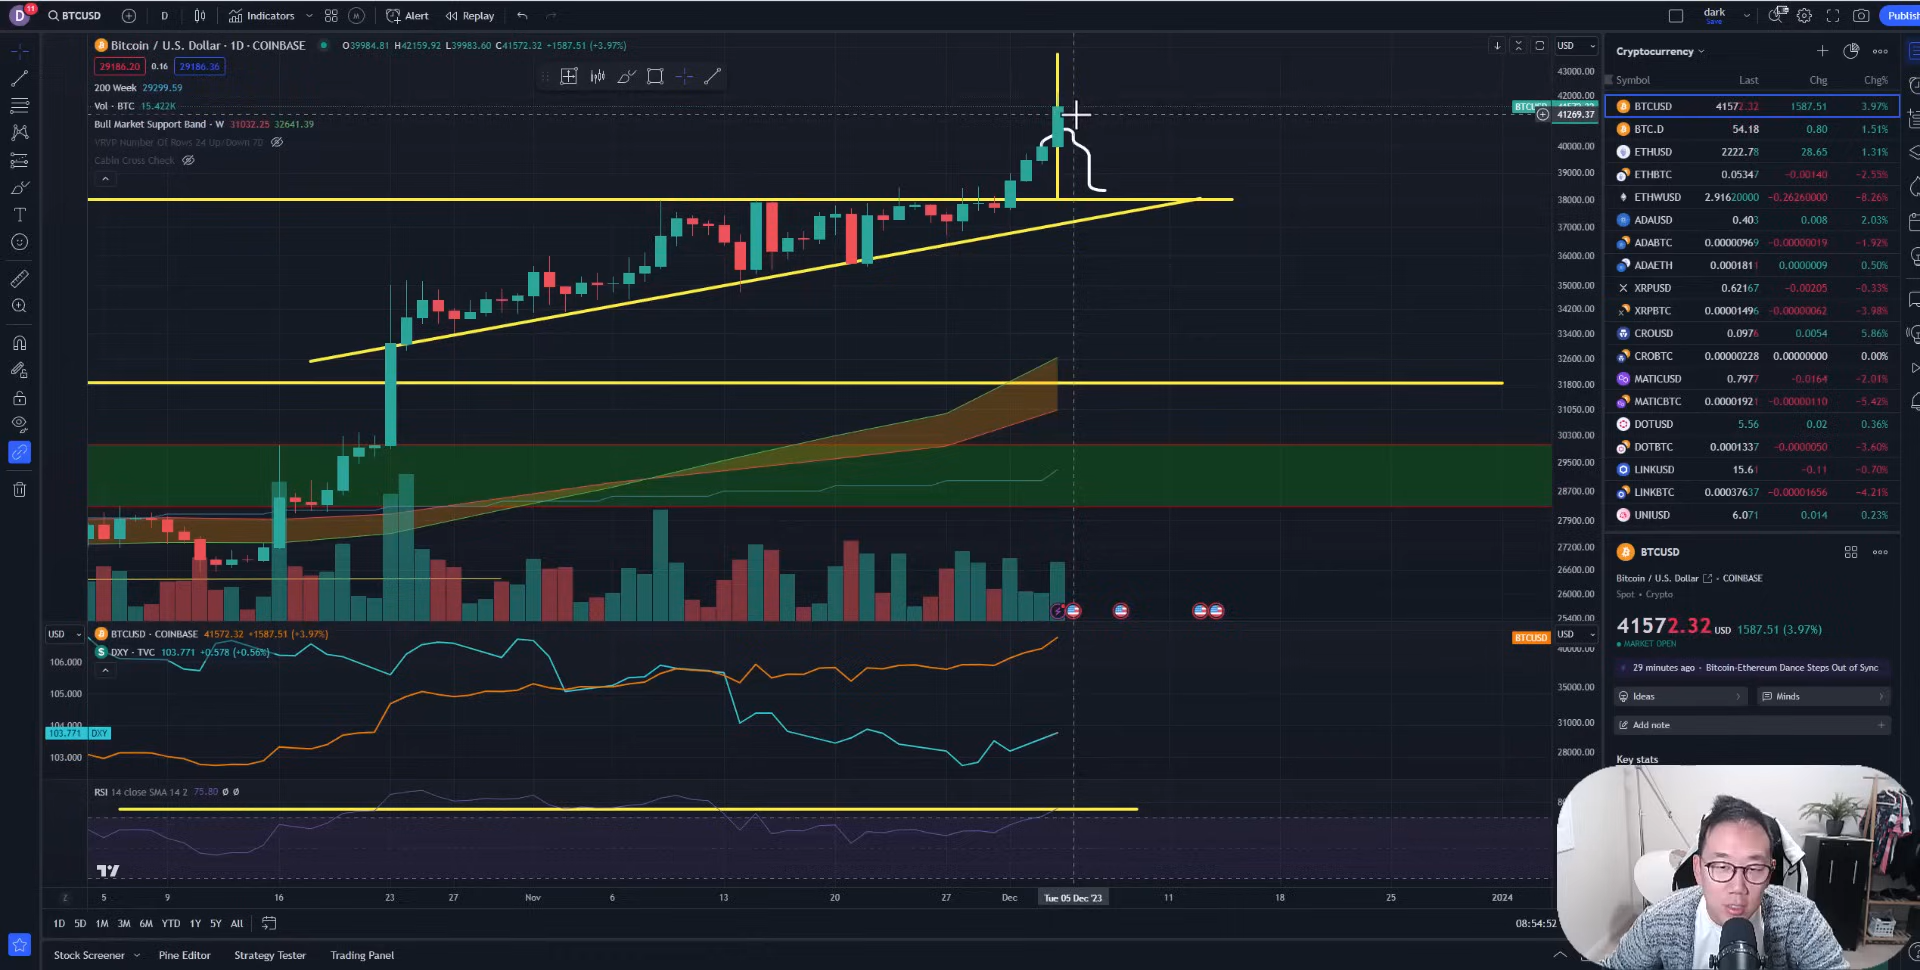 D 11 BTCUSD D Indicators M Alert Replay dark Save Publish
Bitcoin / U.S. Dollar · 1D · COINBASE O39984.81 H42159.92 L39983.60 C41572.32 +1587.51 (+3.97%)
29186.20 0.16 29186.36
200 Week 29299.59
Vol · BTC 15.422K
Bull Market Support Band - W 31032.25 32641.39
VRVP Number Of Rows 24 Up/Down 70
Cabin Cross Check
USD
43000.00
42000.00
BTCUSD
41269.37
40000.00
39000.00
38000.00
37000.00
36000.00
35000.00
34200.00
33400.00
32600.00
31800.00
31050.00
30300.00
29500.00
28700.00
27900.00
27200.00
26600.00
26000.00
25400.00
USD BTCUSD · COINBASE 41572.32 +1587.51 (+3.97%) BTCUSD USD
DXY · TVC 103.771 +0.578 (+0.56%)
106.000
105.000
104.000
103.771 DXY
103.000
40000.00
35000.00
31000.00
28000.00
RSI 14 close SMA 14 2 75.80 Ø Ø
Z 5 9 16 23 27 Nov 6 13 20 27 Dec Tue 05 Dec '23 11 18 25 2024
1D 5D 1M 3M 6M YTD 1Y 5Y All 08:54:52
Stock Screener Pine Editor Strategy Tester Trading Panel
Cryptocurrency
Symbol Last Chg Chg%
BTCUSD 41572.32 1587.51 3.97%
BTC.D 54.18 0.80 1.51%
ETHUSD 2222.78 28.65 1.31%
ETHBTC 0.05347 -0.00140 -2.55%
ETHWUSD 2.91620000 -0.26260000 -8.26%
ADAUSD 0.403 0.008 2.03%
ADABTC 0.00000969 -0.00000019 -1.92%
ADAETH 0.0001811 0.0000009 0.50%
XRPUSD 0.62167 -0.00205 -0.33%
XRPBTC 0.00001496 -0.00000062 -3.98%
CROUSD 0.0976 0.0054 5.86%
CROBTC 0.00000228 0.00000000 0.00%
MATICUSD 0.7977 -0.0164 -2.01%
MATICBTC 0.00001921 -0.00000110 -5.42%
DOTUSD 5.56 0.02 0.36%
DOTBTC 0.0001337 -0.0000050 -3.60%
LINKUSD 15.61 -0.11 -0.70%
LINKBTC 0.00037637 -0.00001656 -4.21%
UNIUSD 6.071 0.014 0.23%
BTCUSD
Bitcoin / U.S. Dollar · COINBASE
Spot · Crypto
41572.32 USD 1587.51 (3.97%)
MARKET OPEN
29 minutes ago · Bitcoin-Ethereum Dance Steps Out of Sync
Ideas Minds
Add note
Key stats